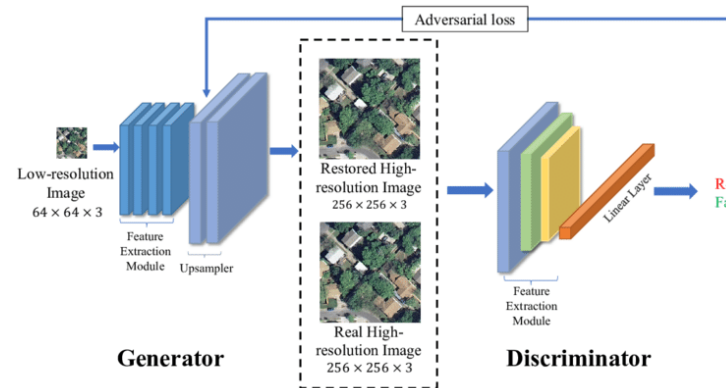 Adversarial loss
Low-resolution
Image
64 × 64 × 3
Feature
Extraction
Module
Upsampler
Generator
Restored High-
resolution Image
256 × 256 × 3
Real High-
resolution Image
256 × 256 × 3
Linear Layer
Feature
Extraction
Module
Discriminator